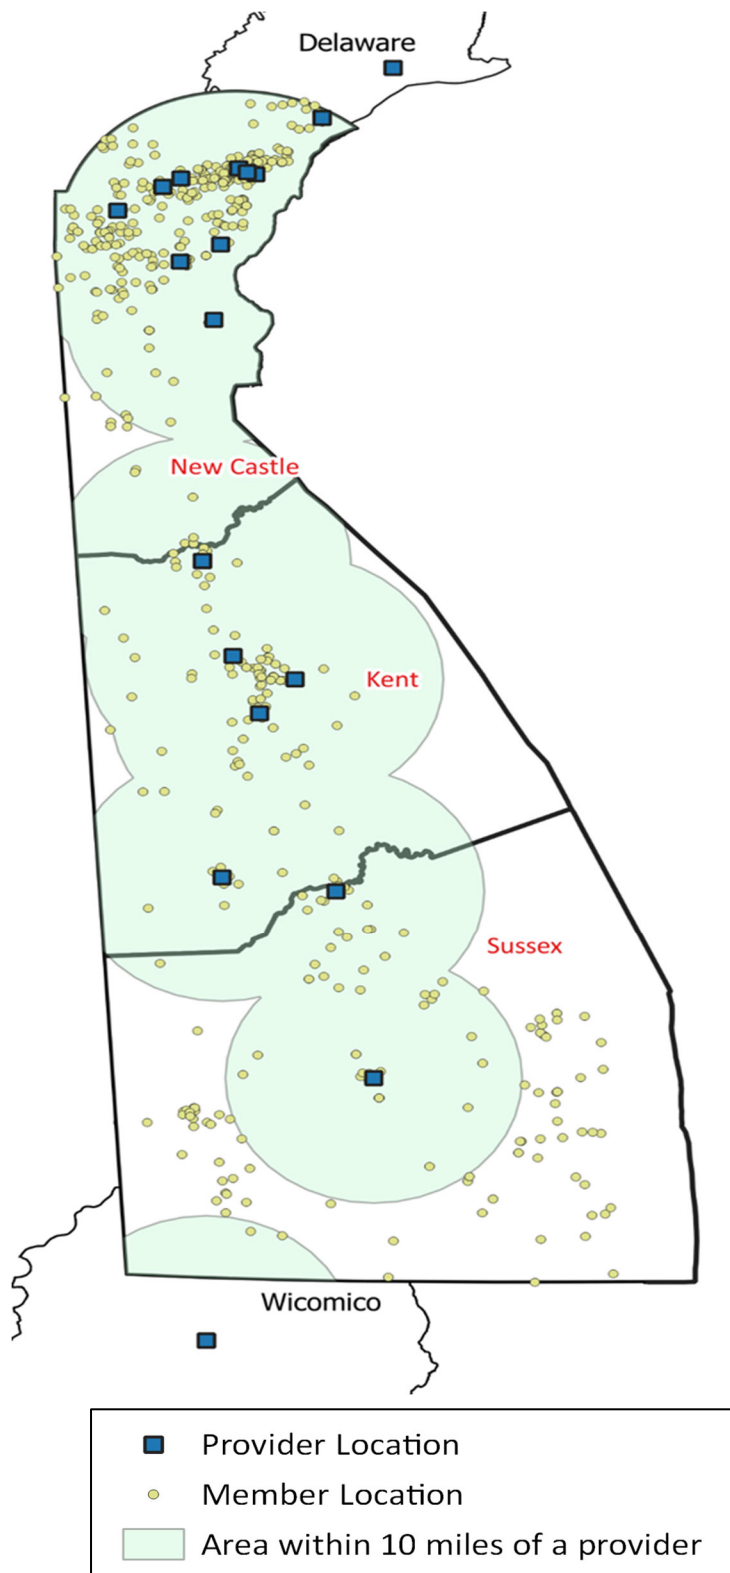 Delaware
New Castle
Kent
Sussex
Wicomico
Provider Location
Member Location
Area within 10 miles of a provider